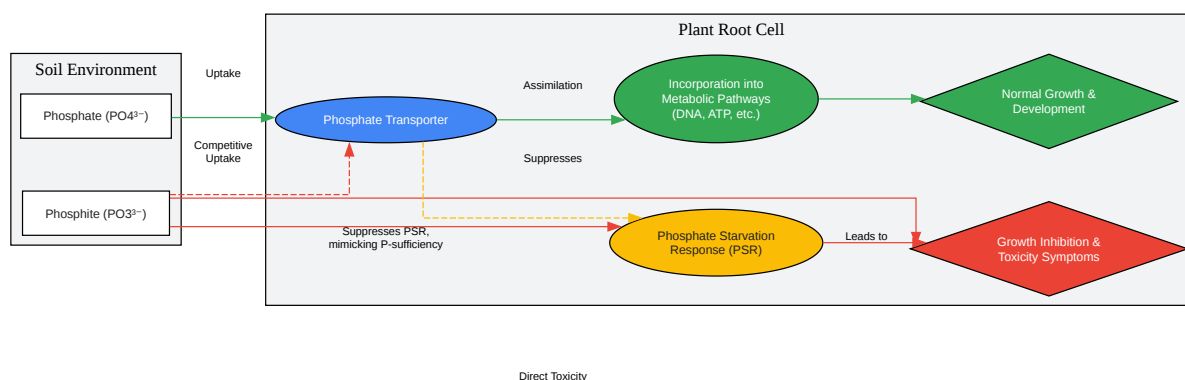 Plant Root Cell
Soil Environment
Uptake
Phosphate (PO4³⁻)
Phosphate Transporter
Assimilation
Incorporation into
Metabolic Pathways
(DNA, ATP, etc.)
Normal Growth &
Development
Competitive
Uptake
Suppresses
Phosphite (PO3³⁻)
Suppresses PSR,
mimicking P-sufficiency
Phosphate Starvation
Response (PSR)
Leads to
Growth Inhibition &
Toxicity Symptoms
Direct Toxicity